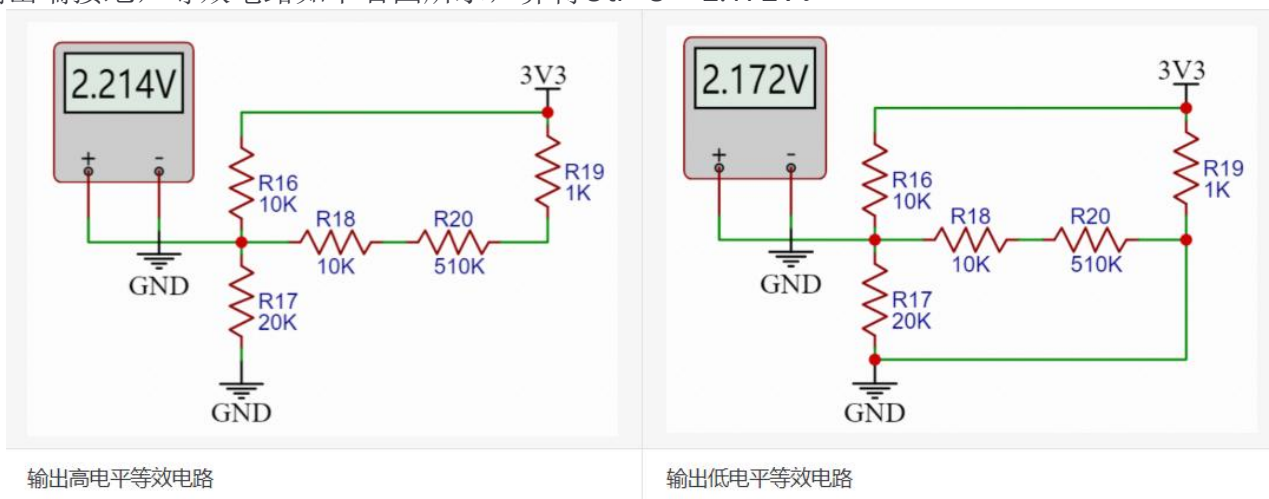 2.214V
3V3
+
-
R16
10K
R19
1K
R18
10K
R20
510K
GND
R17
20K
GND
2.172V
3V3
+
-
R16
10K
R19
1K
R18
10K
R20
510K
GND
R17
20K
GND
输出高电平等效电路
输出低电平等效电路